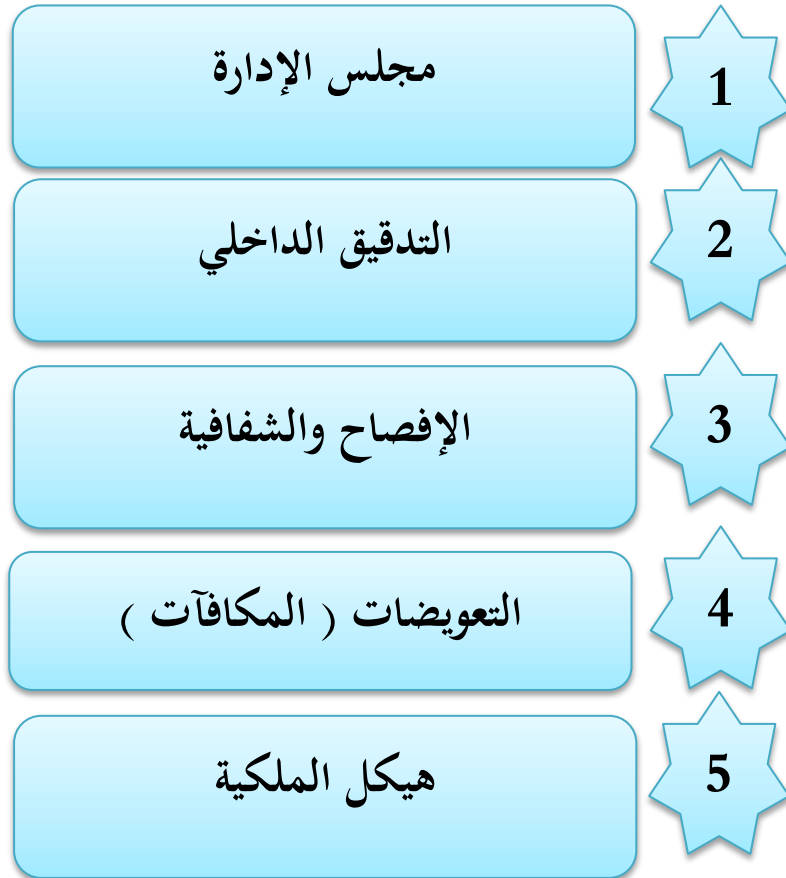 1 مجلس الإدارة
2 التدقيق الداخلي
3 الإفصاح والشفافية
4 التعويضات ( المكافآت )
5 هيكل الملكية